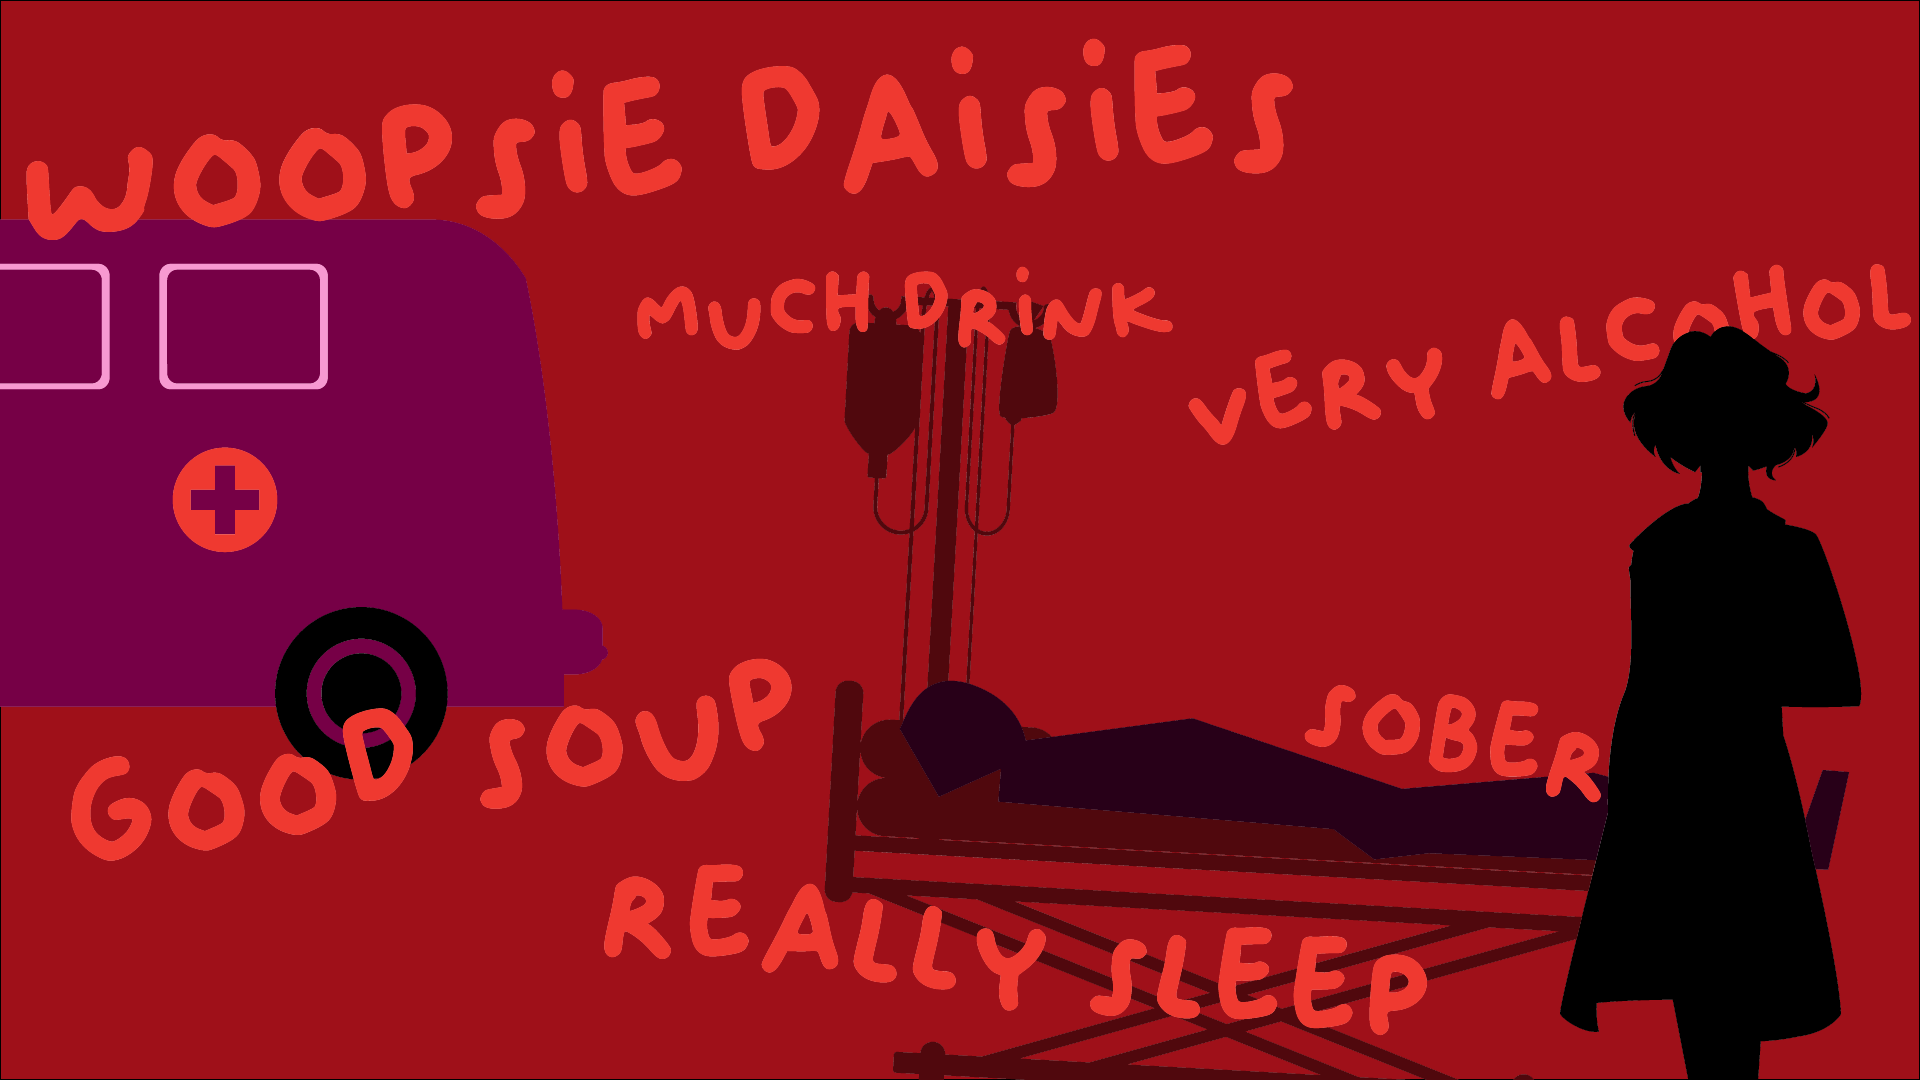 WOOPSiE DAiSiES
MUCH DRiNK
VERY ALCOHOL
GOOD SOUP
SOBER
REALLY SLEEP